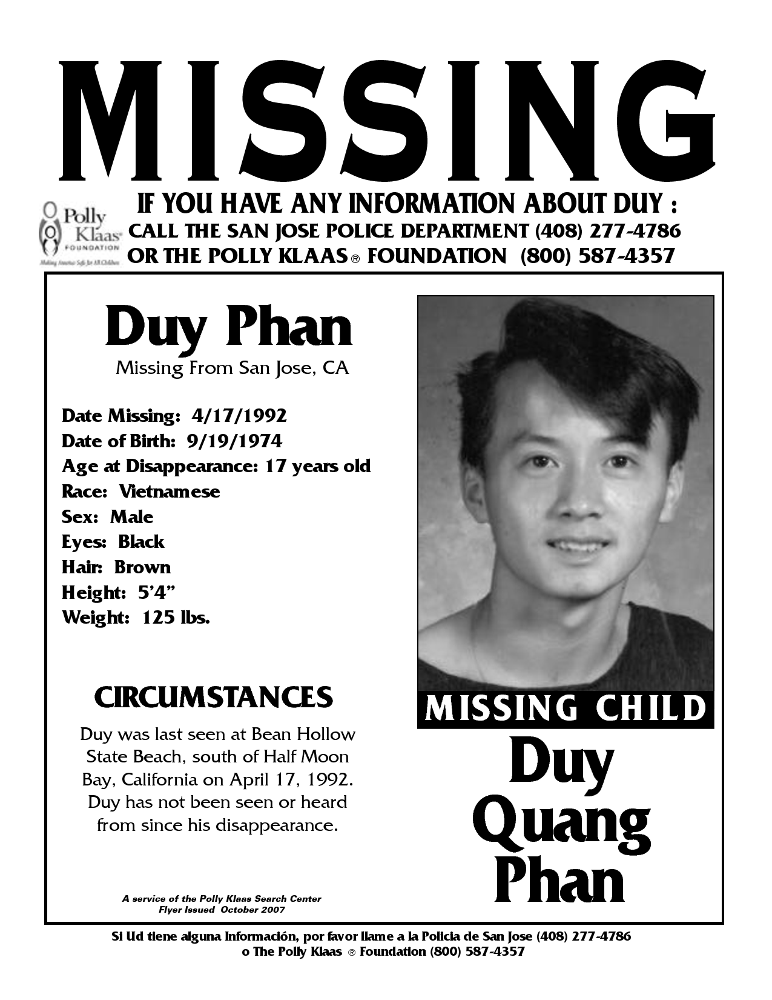 MISSING
IF YOU HAVE ANY INFORMATION ABOUT DUY :
CALL THE SAN JOSE POLICE DEPARTMENT (408) 277-4786
OR THE POLLY KLAAS ® FOUNDATION (800) 587-4357
Polly
Klaas®
FOUNDATION
Making America Safe for All Children
Duy Phan
Missing From San Jose, CA
Date Missing: 4/17/1992
Date of Birth: 9/19/1974
Age at Disappearance: 17 years old
Race: Vietnamese
Sex: Male
Eyes: Black
Hair: Brown
Height: 5'4”
Weight: 125 lbs.
CIRCUMSTANCES
Duy was last seen at Bean Hollow
State Beach, south of Half Moon
Bay, California on April 17, 1992.
Duy has not been seen or heard
from since his disappearance.
A service of the Polly Klaas Search Center
Flyer Issued October 2007
MISSING CHILD
Duy
Quang
Phan
Si Ud tiene alguna Información, por favor llame a la Policia de San Jose (408) 277-4786
o The Polly Klaas ® Foundation (800) 587-4357